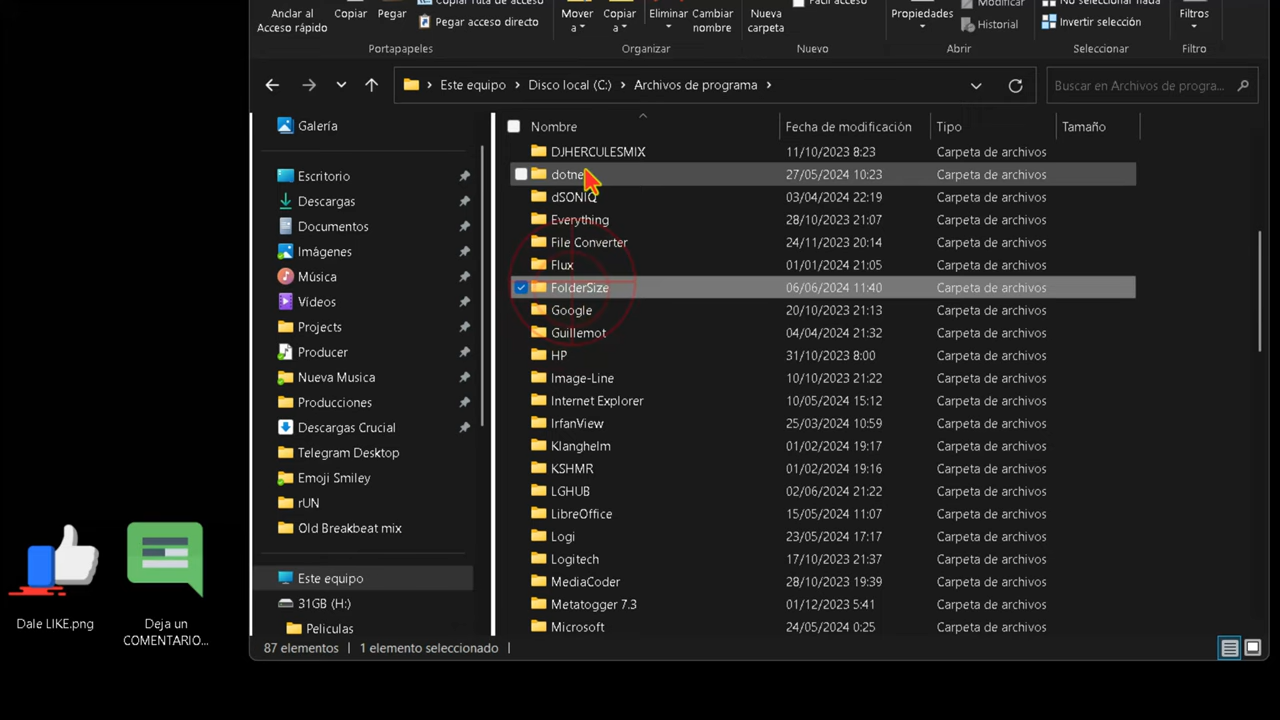 Copiar ruta de acceso
Fácil acceso
Modificar
No seleccionar nada
Anclar al
Acceso rápido
Copiar
Pegar
Pegar acceso directo
Mover
a
Copiar
a
Eliminar
Cambiar
nombre
Nueva
carpeta
Propiedades
Historial
Invertir selección
Filtros
Portapapeles
Organizar
Nuevo
Abrir
Seleccionar
Filtro
Este equipo > Disco local (C:) > Archivos de programa >
Buscar en Archivos de progra...
Galería
Escritorio
Descargas
Documentos
Imágenes
Música
Vídeos
Projects
Producer
Nueva Musica
Producciones
Descargas Crucial
Telegram Desktop
Emoji Smiley
rUN
Old Breakbeat mix
Este equipo
31GB (H:)
Peliculas
Nombre Fecha de modificación Tipo Tamaño
DJHERCULESMIX 11/10/2023 8:23 Carpeta de archivos
dotne 27/05/2024 10:23 Carpeta de archivos
dSONIQ 03/04/2024 22:19 Carpeta de archivos
Everything 28/10/2023 21:07 Carpeta de archivos
File Converter 24/11/2023 20:14 Carpeta de archivos
Flux 01/01/2024 21:05 Carpeta de archivos
FolderSize 06/06/2024 11:40 Carpeta de archivos
Google 20/10/2023 21:13 Carpeta de archivos
Guillemot 04/04/2024 21:32 Carpeta de archivos
HP 31/10/2023 8:00 Carpeta de archivos
Image-Line 10/10/2023 21:22 Carpeta de archivos
Internet Explorer 10/05/2024 15:12 Carpeta de archivos
IrfanView 25/03/2024 10:59 Carpeta de archivos
Klanghelm 01/02/2024 19:17 Carpeta de archivos
KSHMR 01/02/2024 19:16 Carpeta de archivos
LGHUB 02/06/2024 21:22 Carpeta de archivos
LibreOffice 15/05/2024 11:07 Carpeta de archivos
Logi 23/05/2024 17:17 Carpeta de archivos
Logitech 17/10/2023 21:37 Carpeta de archivos
MediaCoder 28/10/2023 19:39 Carpeta de archivos
Metatogger 7.3 01/12/2023 5:41 Carpeta de archivos
Microsoft 24/05/2024 0:25 Carpeta de archivos
87 elementos
1 elemento seleccionado
Dale LIKE.png
Deja un
COMENTARIO...